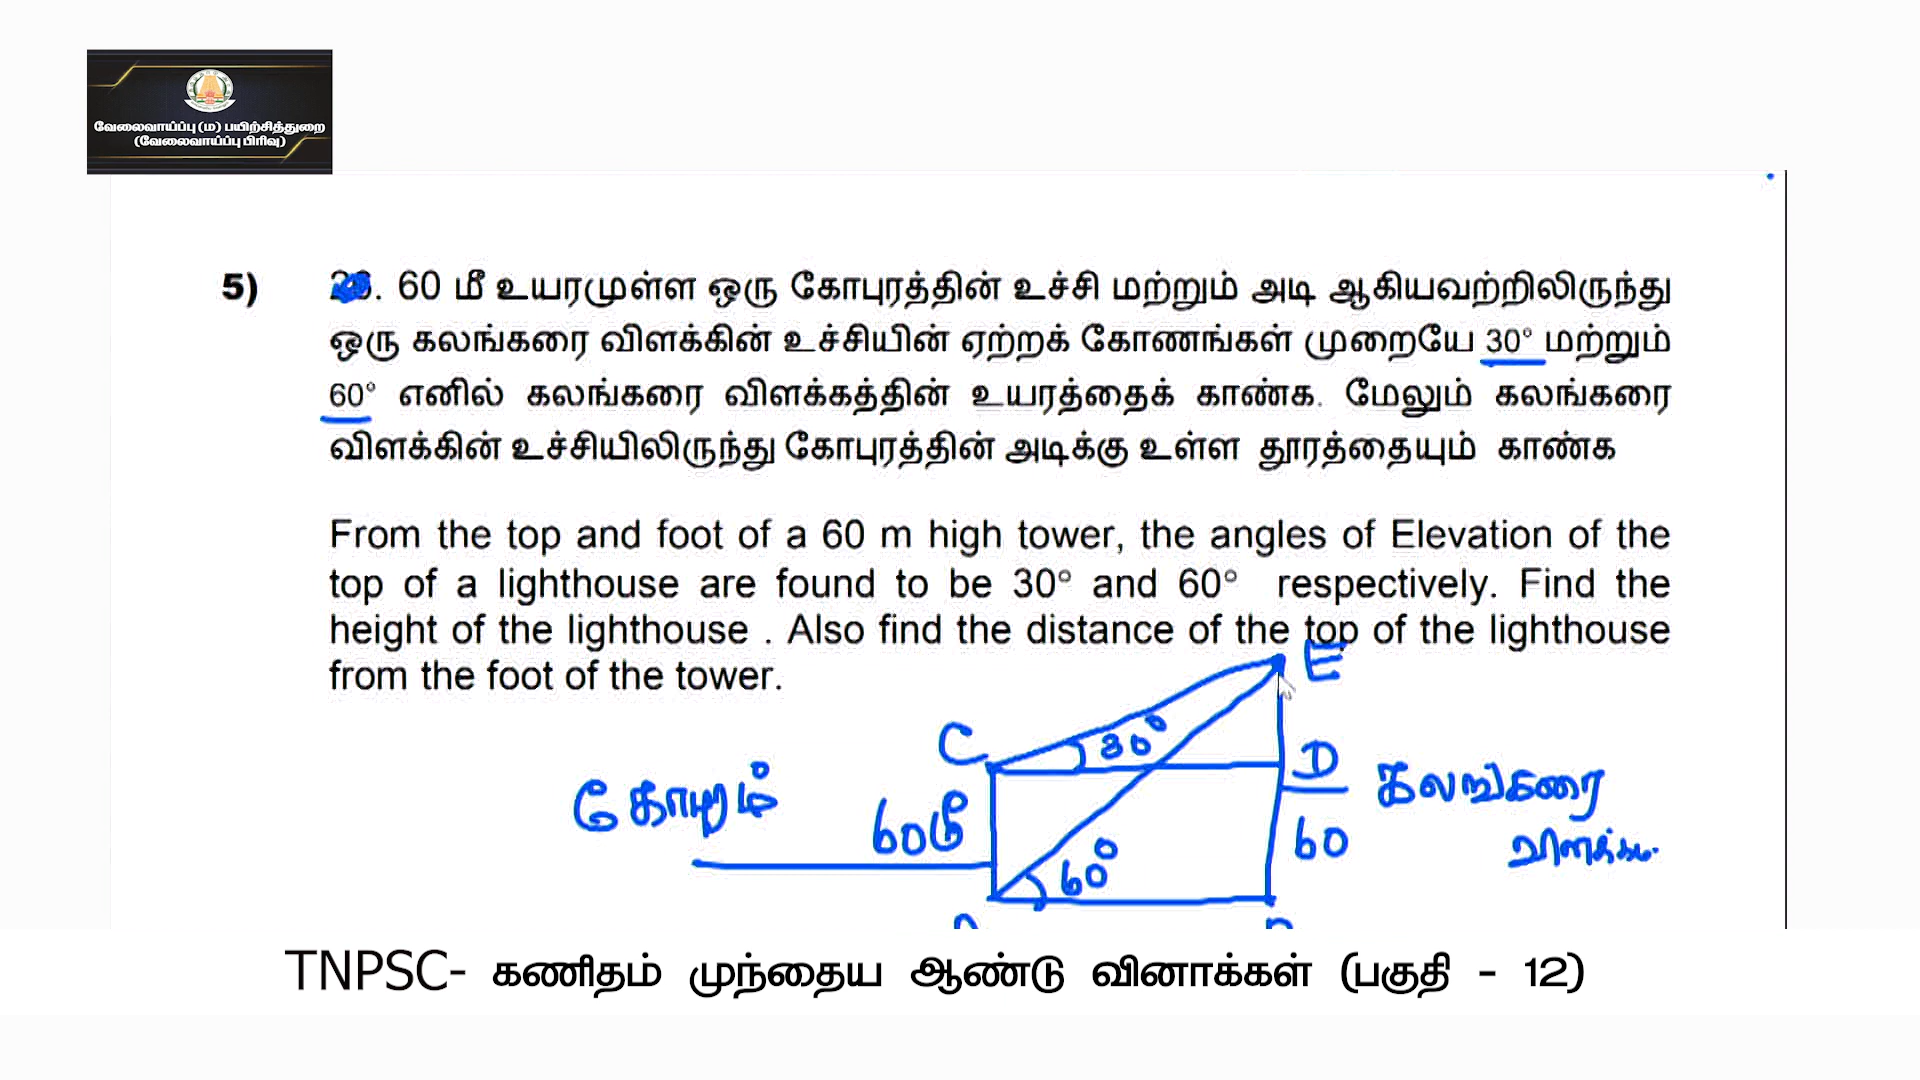 வேலைவாய்ப்பு (ம) பயிற்சித்துறை
(வேலைவாய்ப்பு பிரிவு)
5) . 60 மீ உயரமுள்ள ஒரு கோபுரத்தின் உச்சி மற்றும் அடி ஆகியவற்றிலிருந்து
ஒரு கலங்கரை விளக்கின் உச்சியின் ஏற்றக் கோணங்கள் முறையே 30° மற்றும்
60° எனில் கலங்கரை விளக்கத்தின் உயரத்தைக் காண்க. மேலும் கலங்கரை
விளக்கின் உச்சியிலிருந்து கோபுரத்தின் அடிக்கு உள்ள தூரத்தையும் காண்க
From the top and foot of a 60 m high tower, the angles of Elevation of the
top of a lighthouse are found to be 30° and 60° respectively. Find the
height of the lighthouse . Also find the distance of the top of the lighthouse
from the foot of the tower.
E
C 30° D கலங்கரை
60மீ 60
60°
TNPSC- கணிதம் முந்தைய ஆண்டு வினாக்கள் (பகுதி - 12)